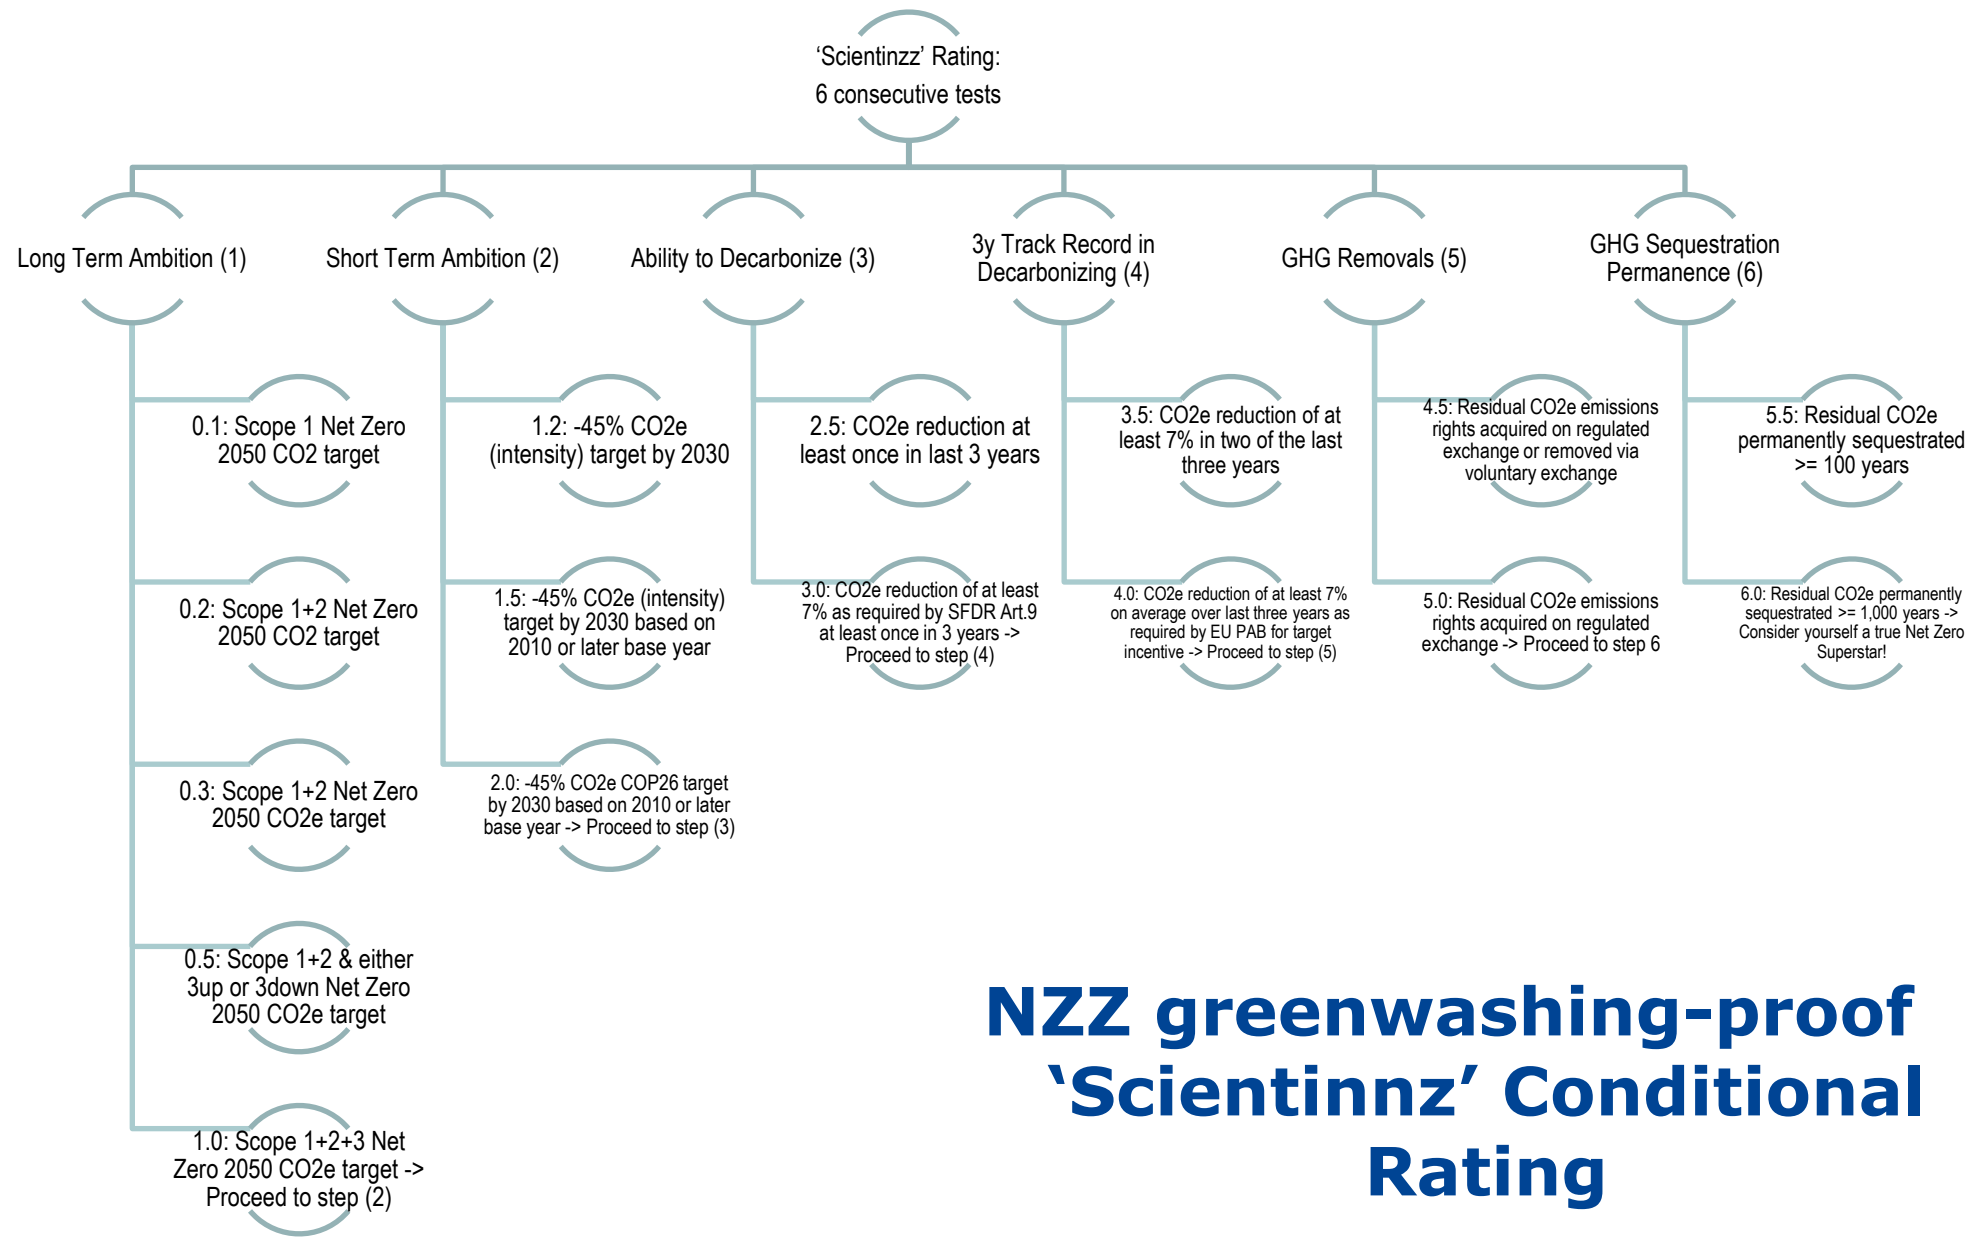 ‘Scientinzz’ Rating:
6 consecutive tests
Long Term Ambition (1)
Short Term Ambition (2)
Ability to Decarbonize (3)
3y Track Record in
Decarbonizing (4)
GHG Removals (5)
GHG Sequestration
Permanence (6)
0.1: Scope 1 Net Zero
2050 CO2 target
0.2: Scope 1+2 Net Zero
2050 CO2 target
0.3: Scope 1+2 Net Zero
2050 CO2e target
0.5: Scope 1+2 & either
3up or 3down Net Zero
2050 CO2e target
1.0: Scope 1+2+3 Net
Zero 2050 CO2e target ->
Proceed to step (2)
1.2: -45% CO2e
(intensity) target by 2030
1.5: -45% CO2e (intensity)
target by 2030 based on
2010 or later base year
2.0: -45% CO2e COP26 target
by 2030 based on 2010 or later
base year -> Proceed to step (3)
2.5: CO2e reduction at
least once in last 3 years
3.0: CO2e reduction of at least
7% as required by SFDR Art.9
at least once in 3 years ->
Proceed to step (4)
3.5: CO2e reduction of at
least 7% in two of the last
three years
4.0: CO2e reduction of at least 7%
on average over last three years as
required by EU PAB for target
incentive -> Proceed to step (5)
4.5: Residual CO2e emissions
rights acquired on regulated
exchange or removed via
voluntary exchange
5.0: Residual CO2e emissions
rights acquired on regulated
exchange -> Proceed to step 6
5.5: Residual CO2e
permanently sequestrated
>= 100 years
6.0: Residual CO2e permanently
sequestrated >= 1,000 years ->
Consider yourself a true Net Zero
Superstar!
NZZ greenwashing-proof
‘Scientinnz’ Conditional
Rating